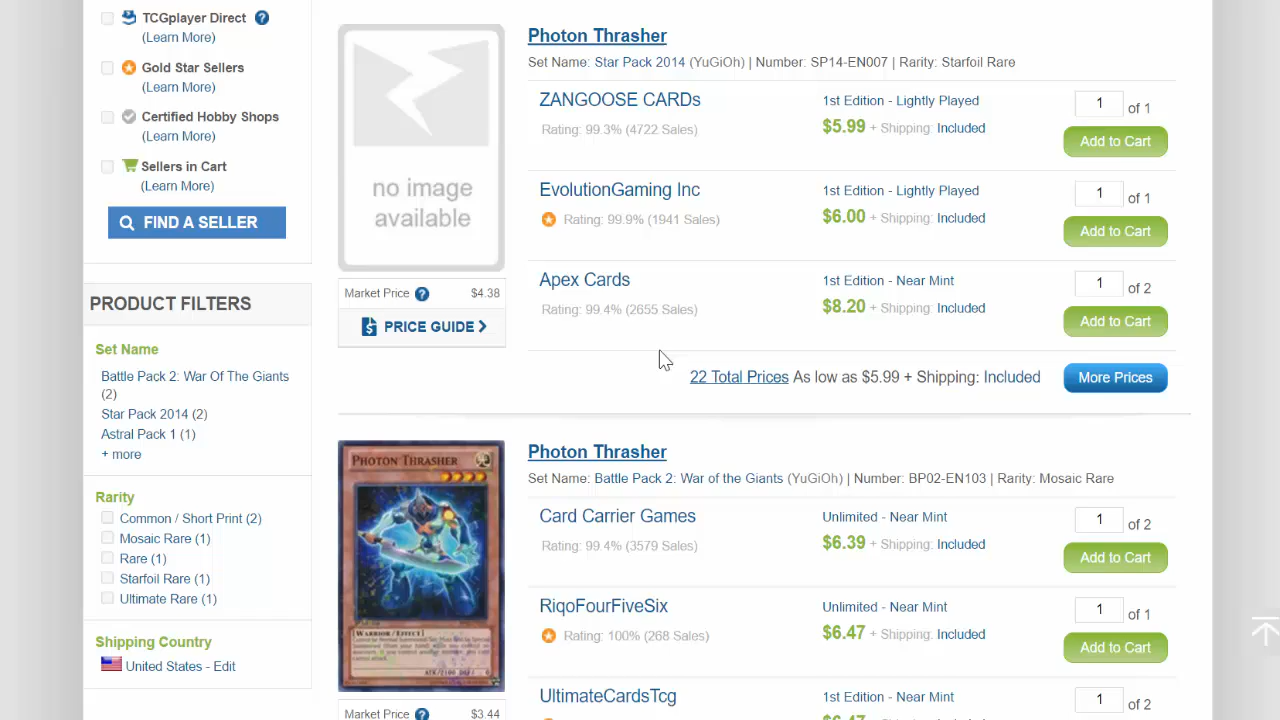 TCGplayer Direct
(Learn More)
Gold Star Sellers
(Learn More)
Certified Hobby Shops
(Learn More)
Sellers in Cart
(Learn More)
FIND A SELLER
PRODUCT FILTERS
Set Name
Battle Pack 2: War Of The Giants
(2)
Star Pack 2014 (2)
Astral Pack 1 (1)
+ more
Rarity
Common / Short Print (2)
Mosaic Rare (1)
Rare (1)
Starfoil Rare (1)
Ultimate Rare (1)
Shipping Country
United States - Edit
no image
available
Market Price ? $4.38
PRICE GUIDE
Photon Thrasher
Set Name: Star Pack 2014 (YuGiOh) | Number: SP14-EN007 | Rarity: Starfoil Rare
ZANGOOSE CARDs
Rating: 99.3% (4722 Sales)
1st Edition - Lightly Played
$5.99 + Shipping: Included
1 of 1
Add to Cart
EvolutionGaming Inc
Rating: 99.9% (1941 Sales)
1st Edition - Lightly Played
$6.00 + Shipping: Included
1 of 1
Add to Cart
Apex Cards
Rating: 99.4% (2655 Sales)
1st Edition - Near Mint
$8.20 + Shipping: Included
1 of 2
Add to Cart
22 Total Prices As low as $5.99 + Shipping: Included
More Prices
PHOTON THRASHER
[WARRIOR / EFFECT]
Market Price ? $3.44
Photon Thrasher
Set Name: Battle Pack 2: War of the Giants (YuGiOh) | Number: BP02-EN103 | Rarity: Mosaic Rare
Card Carrier Games
Rating: 99.4% (3579 Sales)
Unlimited - Near Mint
$6.39 + Shipping: Included
1 of 2
Add to Cart
RiqoFourFiveSix
Rating: 100% (268 Sales)
Unlimited - Near Mint
$6.47 + Shipping: Included
1 of 1
Add to Cart
UltimateCardsTcg
1st Edition - Near Mint
$6.47 + Shipping: Included
1 of 2